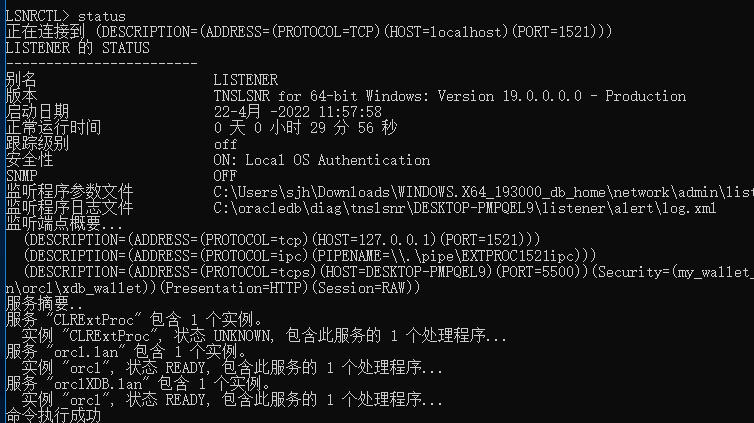 LSNRCTL> status
正在连接到 (DESCRIPTION=(ADDRESS=(PROTOCOL=TCP)(HOST=localhost)(PORT=1521)))
LISTENER 的 STATUS
------------------------
别名 LISTENER
版本 TNSLSNR for 64-bit Windows: Version 19.0.0.0.0 - Production
启动日期 22-4月 -2022 11:57:58
正常运行时间 0 天 0 小时 29 分 56 秒
跟踪级别 off
安全性 ON: Local OS Authentication
SNMP OFF
监听程序参数文件 C:\Users\sjh\Downloads\WINDOWS.X64_193000_db_home\network\admin\list
监听程序日志文件 C:\oracledb\diag\tnslsnr\DESKTOP-PMPQEL9\listener\alert\log.xml
监听端点概要...
(DESCRIPTION=(ADDRESS=(PROTOCOL=tcp)(HOST=127.0.0.1)(PORT=1521)))
(DESCRIPTION=(ADDRESS=(PROTOCOL=ipc)(PIPENAME=\\.\pipe\EXTPROC1521ipc)))
(DESCRIPTION=(ADDRESS=(PROTOCOL=tcps)(HOST=DESKTOP-PMPQEL9)(PORT=5500))(Security=(my_wallet_
n\orcl\xdb_wallet))(Presentation=HTTP)(Session=RAW))
服务摘要..
服务 "CLRExtProc" 包含 1 个实例。
实例 "CLRExtProc", 状态 UNKNOWN, 包含此服务的 1 个处理程序...
服务 "orcl.lan" 包含 1 个实例。
实例 "orcl", 状态 READY, 包含此服务的 1 个处理程序...
服务 "orclXDB.lan" 包含 1 个实例。
实例 "orcl", 状态 READY, 包含此服务的 1 个处理程序...
命令执行成功